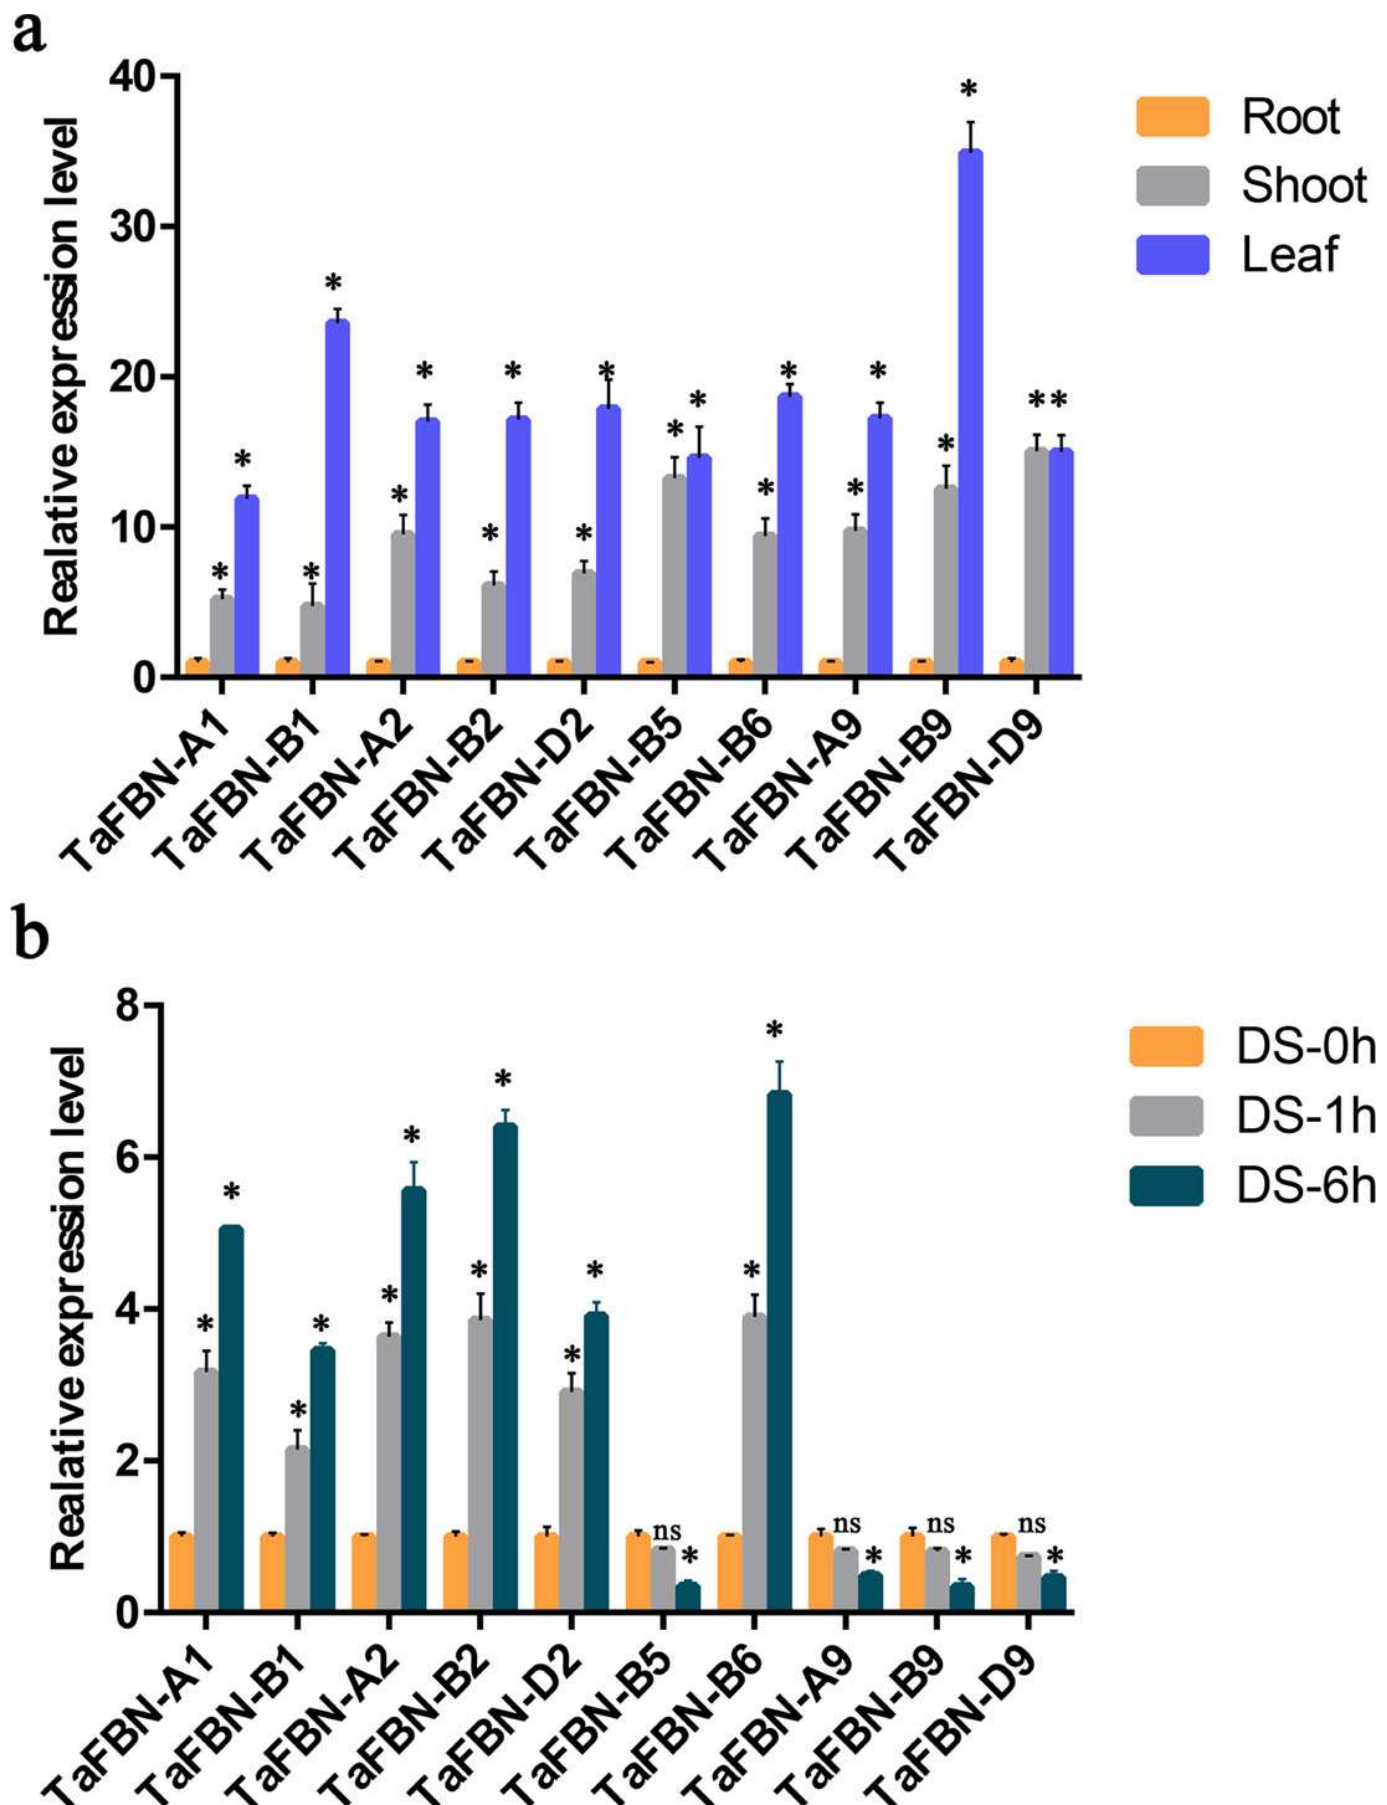 a
Realative expression level
40
30
20
10
0
* * * * * * * * * * * * * * * * * * * *
Root
Shoot
Leaf
TaFBN-A1
TaFBN-B1
TaFBN-A2
TaFBN-B2
TaFBN-D2
TaFBN-B5
TaFBN-B6
TaFBN-A9
TaFBN-B9
TaFBN-D9
b
Realative expression level
8
6
4
2
0
* * * * * * * * * * ns * * * ns * ns * ns *
DS-0h
DS-1h
DS-6h
TaFBN-A1
TaFBN-B1
TaFBN-A2
TaFBN-B2
TaFBN-D2
TaFBN-B5
TaFBN-B6
TaFBN-A9
TaFBN-B9
TaFBN-D9